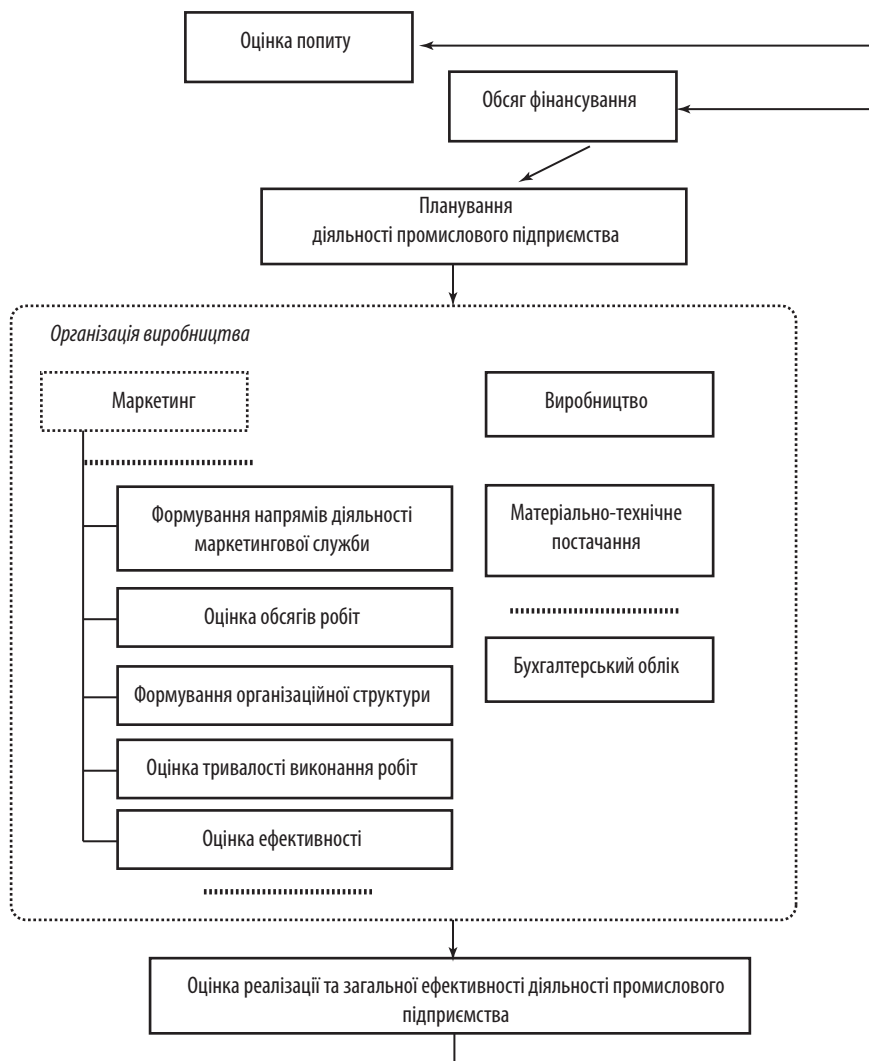 Оцінка попиту
Обсяг фінансування
Планування
діяльності промислового підприємства
Організація виробництва
Маркетинг
Виробництво
Формування напрямів діяльності
маркетингової служби
Матеріально-технічне
постачання
Оцінка обсягів робіт
Бухгалтерський облік
Формування організаційної структури
Оцінка тривалості виконання робіт
Оцінка ефективності
Оцінка реалізації та загальної ефективності діяльності промислового
підприємства